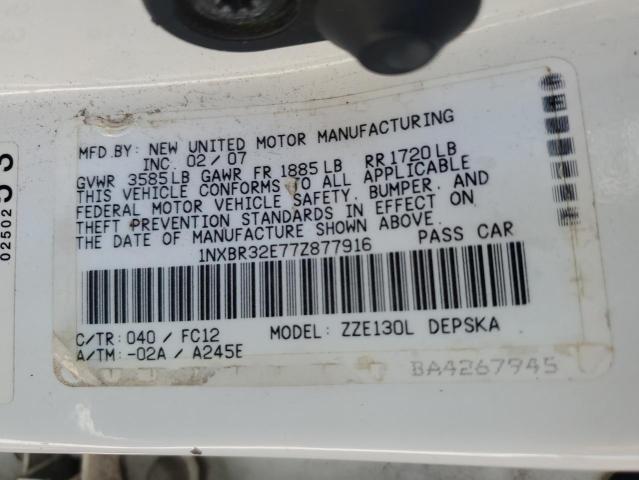 MFD.BY: NEW UNITED MOTOR MANUFACTURING
INC. 02/07
GVWR 3585LB GAWR FR 1885LB RR1720LB
THIS VEHICLE CONFORMS TO ALL APPLICABLE
FEDERAL MOTOR VEHICLE SAFETY, BUMPER, AND
THEFT PREVENTION STANDARDS IN EFFECT ON
THE DATE OF MANUFACTURE SHOWN ABOVE.
1NXBR32E77Z877916 PASS CAR
C/TR: 040 / FC12 MODEL: ZZE130L DEPSKA
A/TM: -02A / A245E
BA4267945
02502